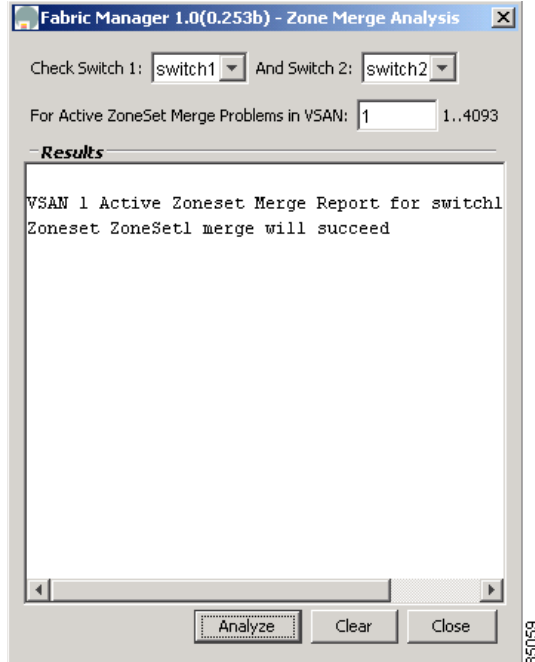 Fabric Manager 1.0(0.253b) - Zone Merge Analysis
Check Switch 1: switch1 And Switch 2: switch2
For Active ZoneSet Merge Problems in VSAN: 1 1..4093
Results
VSAN 1 Active Zoneset Merge Report for switch1
Zoneset ZoneSet1 merge will succeed
Analyze Clear Close
85059